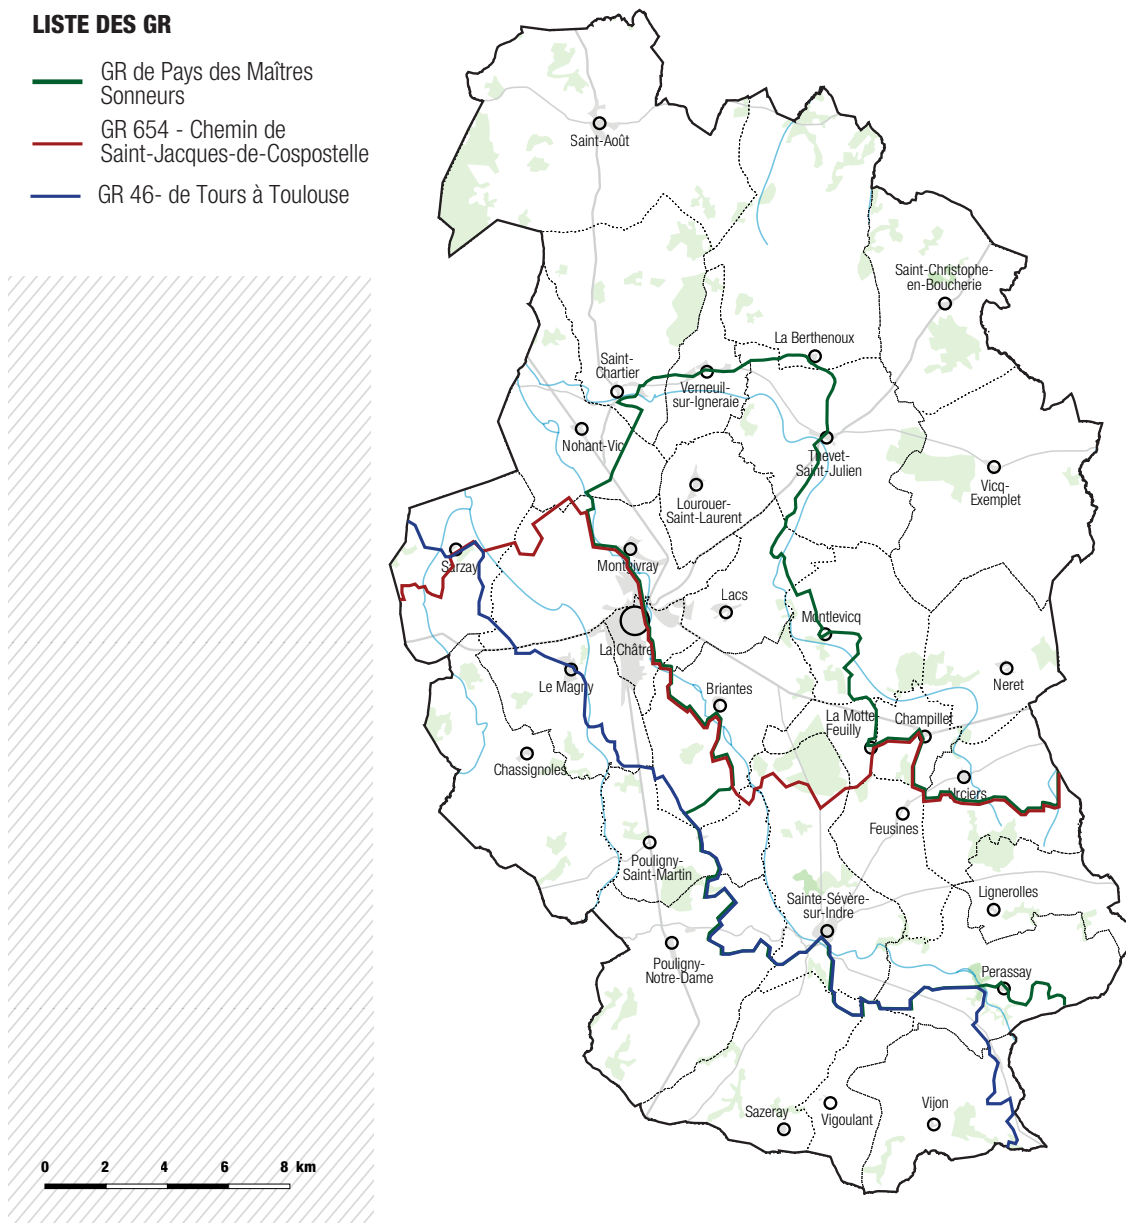 LISTE DES GR
GR de Pays des Maîtres
Sonneurs
GR 654 - Chemin de
Saint-Jacques-de-Cospostelle
GR 46- de Tours à Toulouse
Saint-Août
Saint-Christophe-
en-Boucherie
La Berthenoux
Saint-
Chartier
Verneuil-
sur-Igneraie
Nohant-Vic
Thevet-
Saint-Julien
Vicq-
Exemplet
Lourouer-
Saint-Laurent
Sarzay
Montgivray
Lacs
Montlevicq
La Châtre
Le Magny
Briantes
Neret
La Motte-
Feuilly
Champillet
Chassignoles
Urciers
Feusines
Pouligny-
Saint-Martin
Sainte-Sévère-
sur-Indre
Lignerolles
Pouligny-
Notre-Dame
Perassay
Sazeray
Vigoulant
Vijon
0 2 4 6 8 km